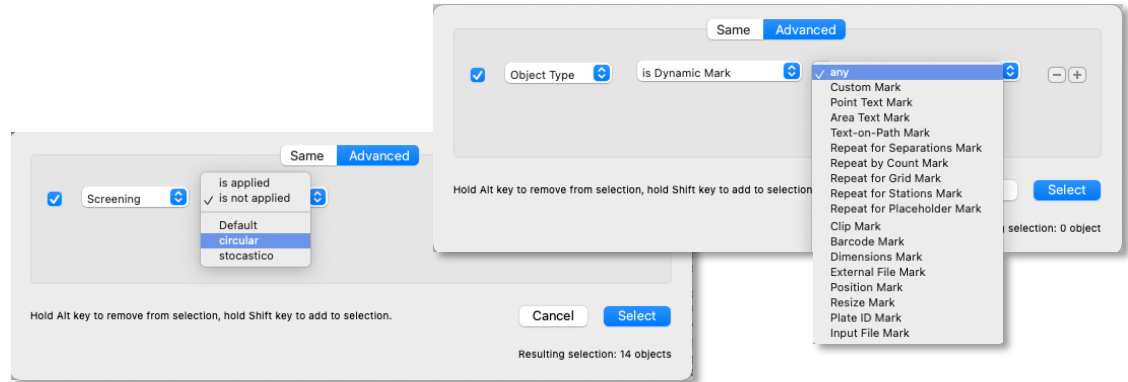 Same Advanced
Object Type is Dynamic Mark any
Custom Mark
Point Text Mark
Area Text Mark
Text-on-Path Mark
Repeat for Separations Mark
Repeat by Count Mark
Repeat for Grid Mark
Repeat for Stations Mark
Repeat for Placeholder Mark
Clip Mark
Barcode Mark
Dimensions Mark
External File Mark
Position Mark
Resize Mark
Plate ID Mark
Input File Mark
Hold Alt key to remove from selection, hold Shift key to add to selection
Select
selection: 0 object
Same Advanced
Screening
is applied
is not applied
Default
circular
stocastico
Hold Alt key to remove from selection, hold Shift key to add to selection.
Cancel Select
Resulting selection: 14 objects